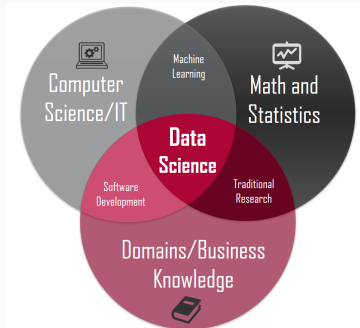 Machine
Learning
Computer
Science/IT
Math and
Statistics
Data
Science
Software
Development
Traditional
Research
Domains/Business
Knowledge